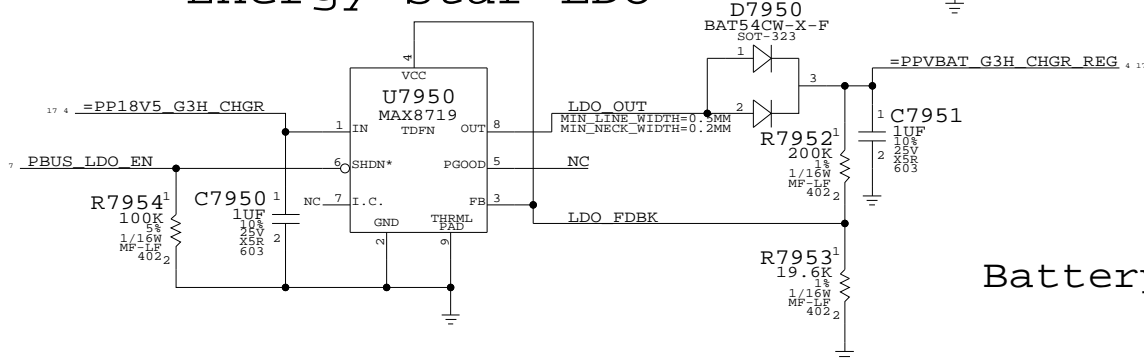 Energy Star LDO
D7950
BAT54CW-X-F
SOT-323
1
3
2
=PPVBAT_G3H_CHGR_REG 4 17
4
VCC
U7950
MAX8719
TDFN
17 4 =PP18V5_G3H_CHGR
1 IN
OUT 8
LDO_OUT
MIN_LINE_WIDTH=0.5MM
MIN_NECK_WIDTH=0.2MM
7 PBUS_LDO_EN
6 SHDN*
PGOOD 5 NC
NC 7 I.C.
FB 3
LDO_FDBK
GND
THRML
PAD
2
9
R7954 1
100K
5%
1/16W
MF-LF
402 2
C7950 1
1UF
10%
25V
X5R
603
2
R7952 1
200K
1%
1/16W
MF-LF
402 2
1 C7951
1UF
10%
25V
X5R
603
2
R7953 1
19.6K
1%
1/16W
MF-LF
402 2
Battery